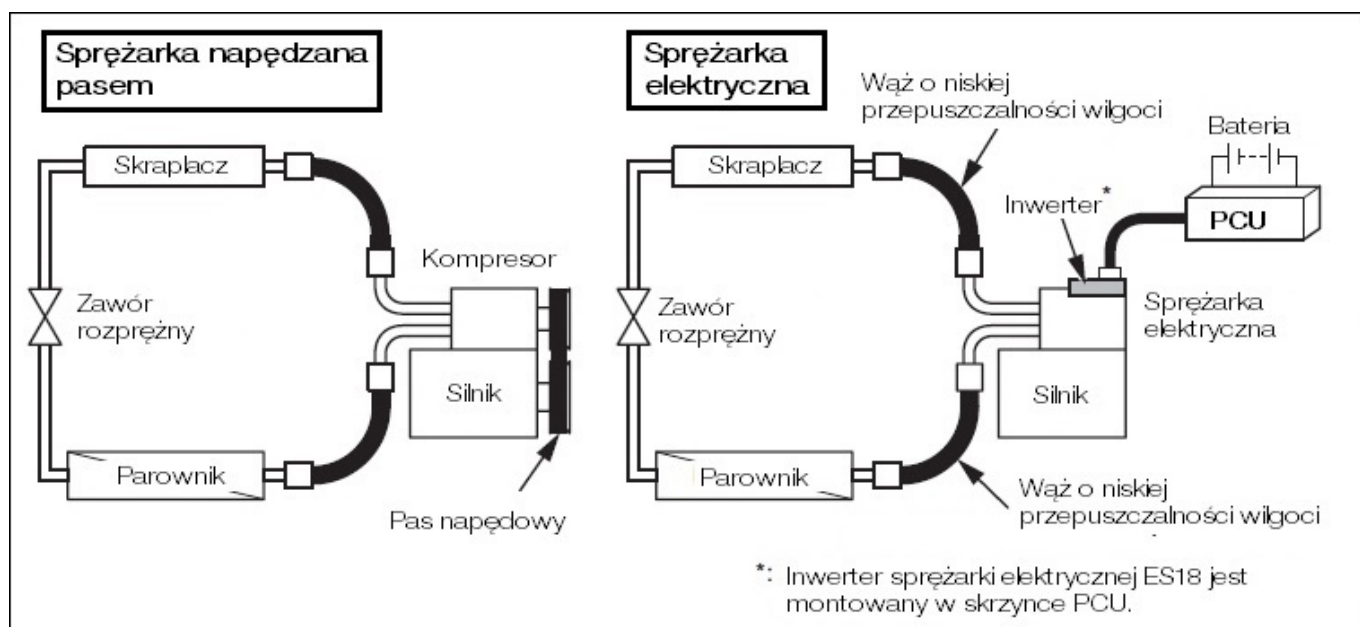 Sprężarka napędzana
pasem
Skraplacz
Kompresor
Zawór
rozprężny
Silnik
Parownik
Pas napędowy
Sprężarka
elektryczna
Wąż o niskiej
przepuszczalności wilgoci
Bateria
Skraplacz
Inwerter*
PCU
Zawór
rozprężny
Sprężarka
elektryczna
Silnik
Parownik
Wąż o niskiej
przepuszczalności wilgoci
*: Inwerter sprężarki elektrycznej ES18 jest
montowany w skrzynce PCU.